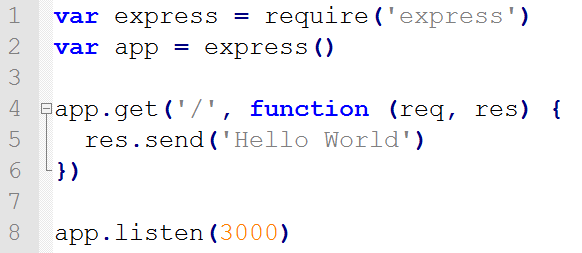 1 var express = require('express')
2 var app = express()
3
4 app.get('/', function (req, res) {
5   res.send('Hello World')
6 })
7
8 app.listen(3000)